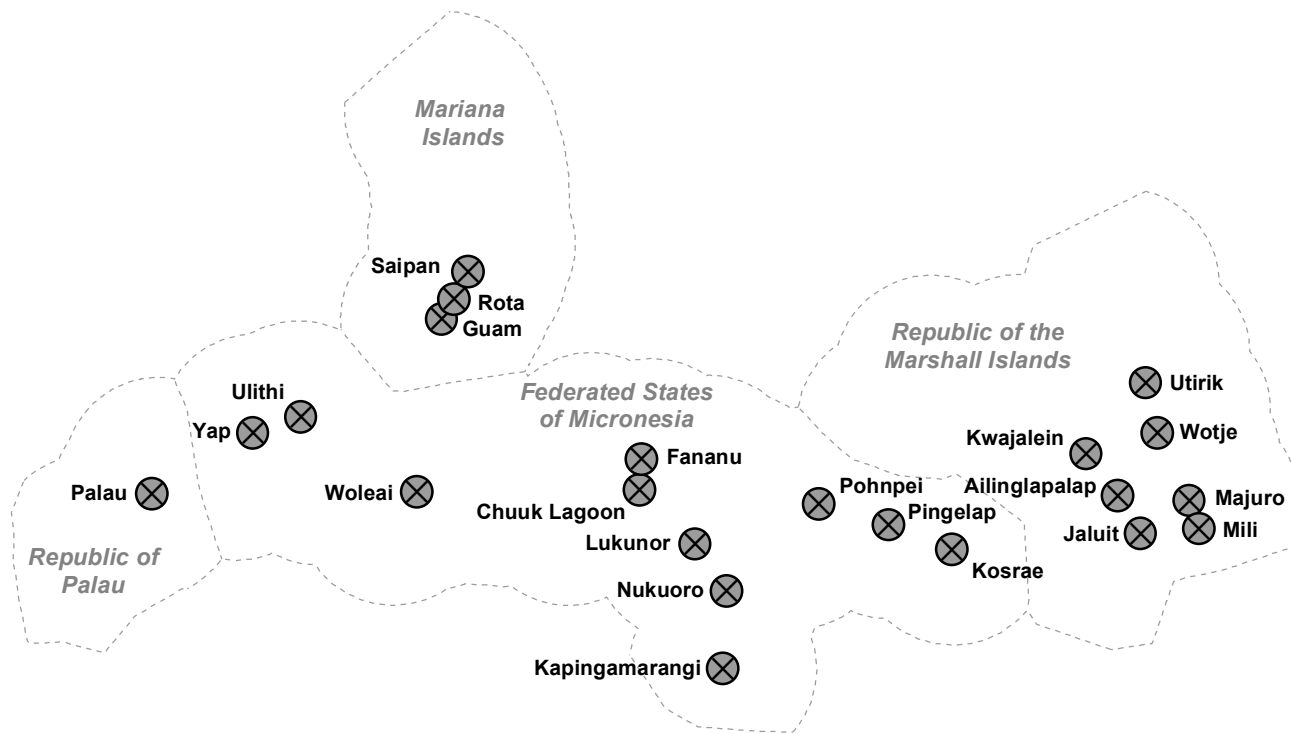 Mariana
Islands
Saipan
Rota
Guam
Republic of the
Marshall Islands
Utirik
Ulithi
Federated States
of Micronesia
Yap
Wotje
Kwajalein
Fananu
Palau
Woleai
Pohnpei
Ailinglapalap
Majuro
Chuuk Lagoon
Pingelap
Mili
Jaluit
Lukunor
Republic of
Palau
Kosrae
Nukuoro
Kapingamarangi